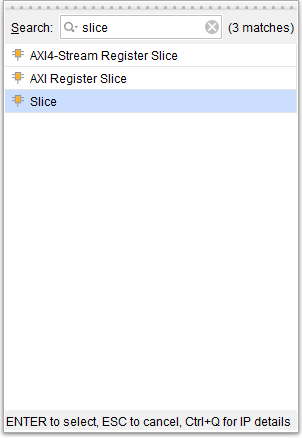 Search: slice (3 matches)
AXI4-Stream Register Slice
AXI Register Slice
Slice
ENTER to select, ESC to cancel, Ctrl+Q for IP details